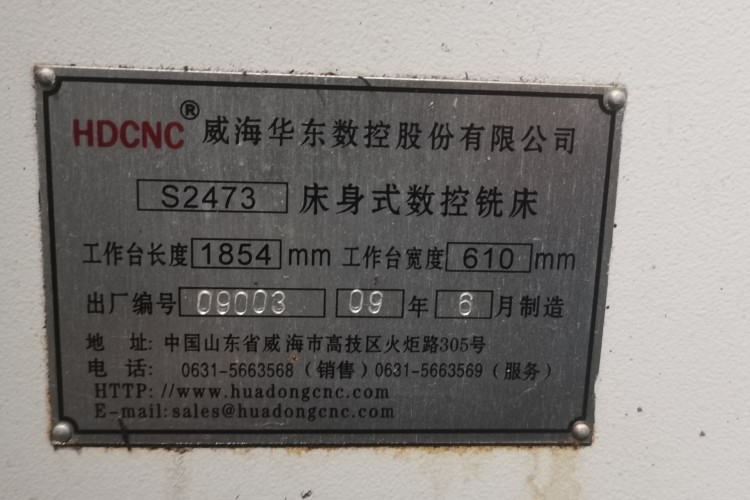 HDCNC® 威海华东数控股份有限公司
S2473 床身式数控铣床
工作台长度 1854 mm 工作台宽度 610 mm
出厂编号 09003 09 年 6 月制造
地 址: 中国山东省威海市高技区火炬路305号
电 话: 0631-5663568（销售）0631-5663569（服务）
HTTP: //www.huadongcnc.com
E-mail:sales@huadongcnc.com